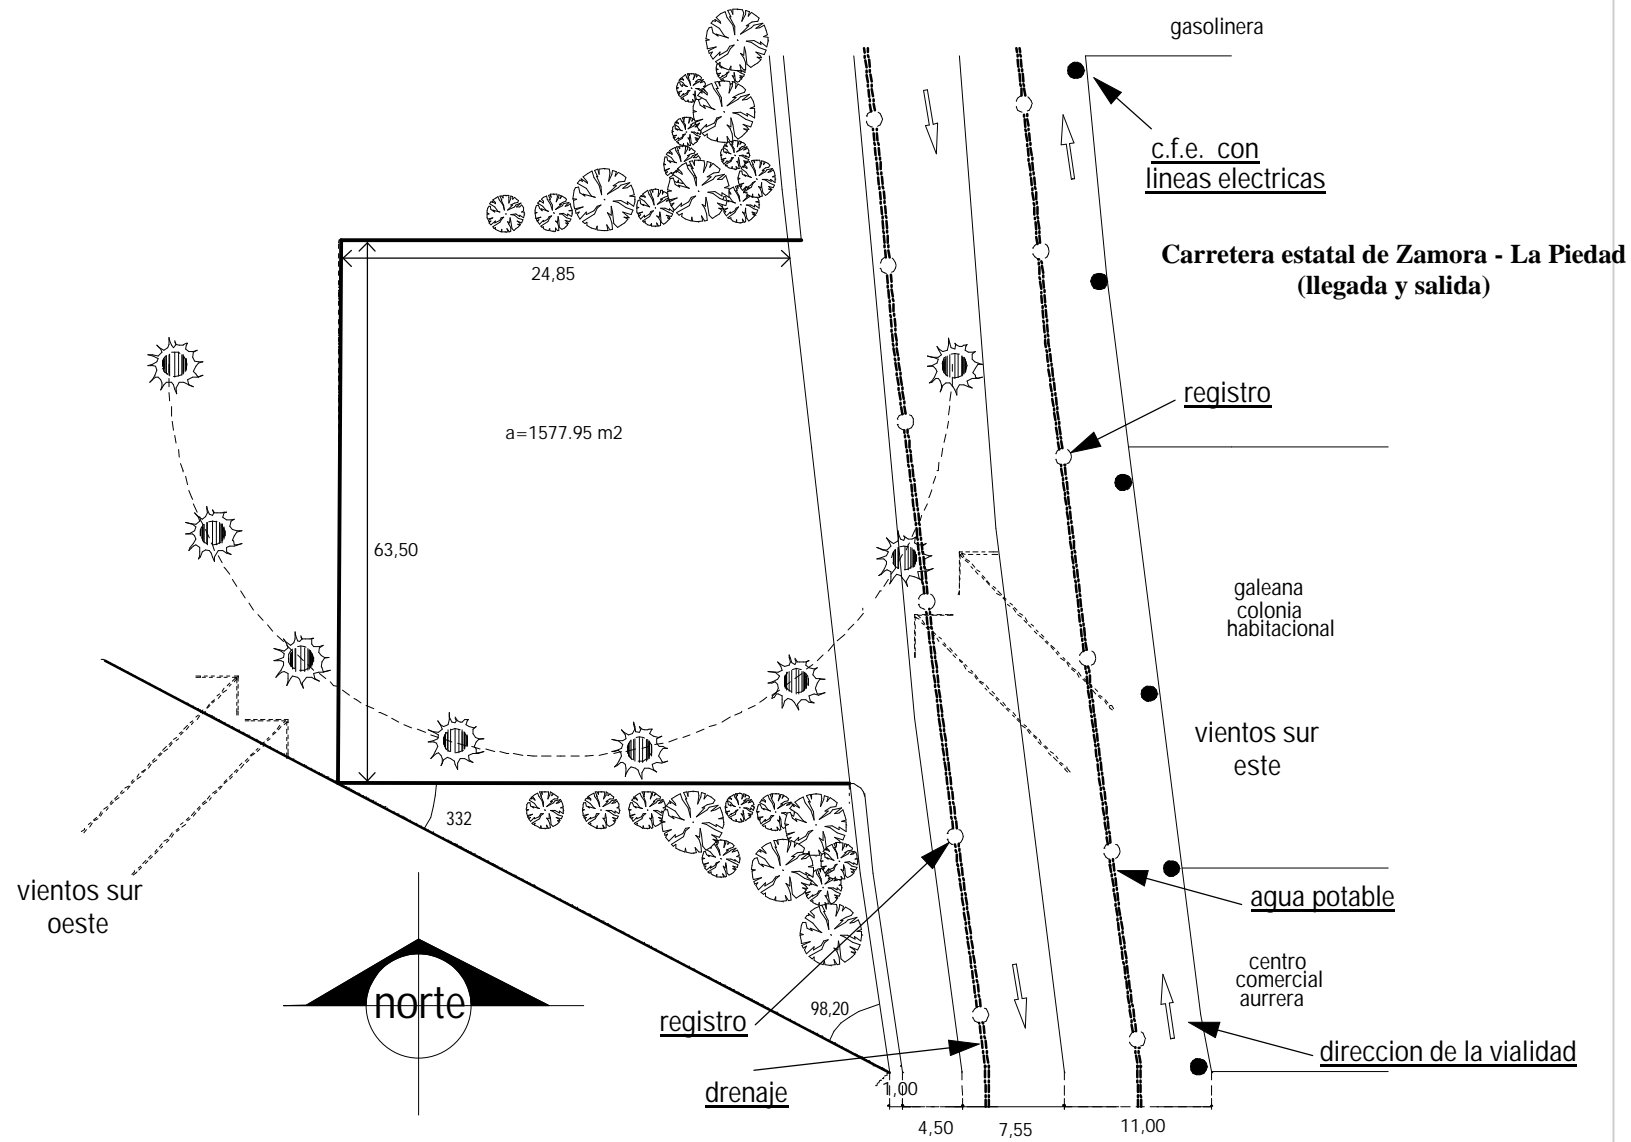 gasolinera
c.f.e. con
lineas electricas
Carretera estatal de Zamora - La Piedad
(llegada y salida)
24,85
registro
a=1577.95 m2
63,50
galeana
colonia
habitacional
vientos sur
este
332
vientos sur
oeste
agua potable
centro
comercial
aurrera
norte
98,20
registro
direccion de la vialidad
drenaje
1,00
4,50
7,55
11,00